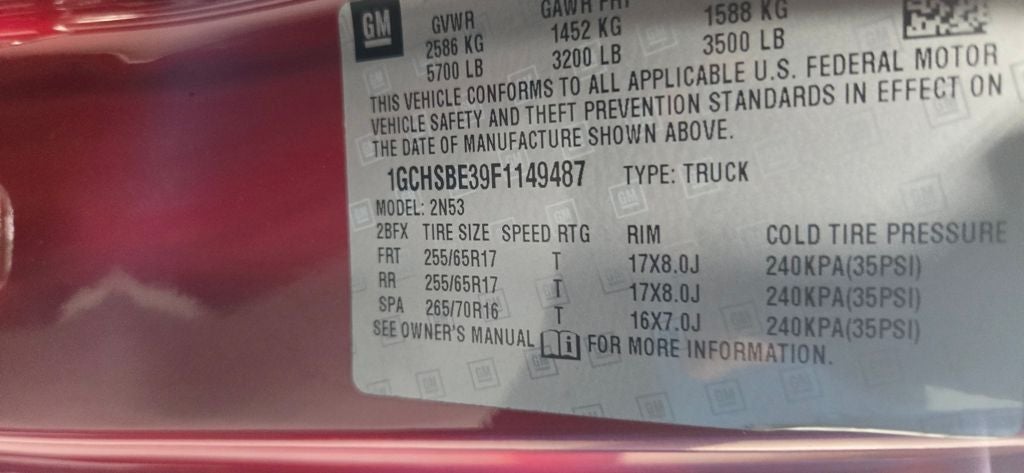 GM GVWR GAWR FRT
2586 KG 1452 KG 1588 KG
5700 LB 3200 LB 3500 LB
THIS VEHICLE CONFORMS TO ALL APPLICABLE U.S. FEDERAL MOTOR
VEHICLE SAFETY AND THEFT PREVENTION STANDARDS IN EFFECT ON
THE DATE OF MANUFACTURE SHOWN ABOVE.
1GCHSBE39F1149487 TYPE: TRUCK
MODEL: 2N53
2BFX TIRE SIZE SPEED RTG RIM COLD TIRE PRESSURE
FRT 255/65R17 T 17X8.0J 240KPA(35PSI)
RR 255/65R17 T 17X8.0J 240KPA(35PSI)
SPA 265/70R16 T 16X7.0J 240KPA(35PSI)
SEE OWNER'S MANUAL i FOR MORE INFORMATION.